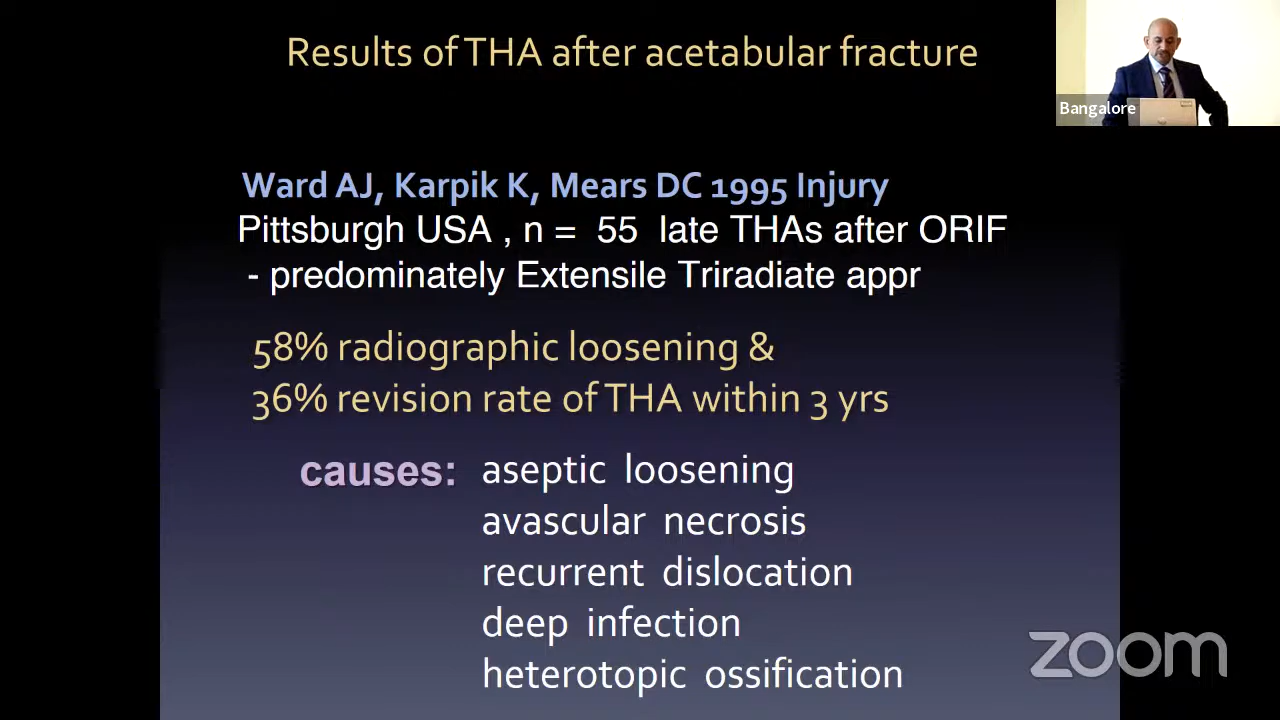 Results of THA after acetabular fracture
Bangalore
Ward AJ, Karpik K, Mears DC 1995 Injury
Pittsburgh USA , n = 55 late THAs after ORIF
- predominately Extensile Triradiate appr
58% radiographic loosening &
36% revision rate of THA within 3 yrs
causes: aseptic loosening
avascular necrosis
recurrent dislocation
deep infection
heterotopic ossification
zoom